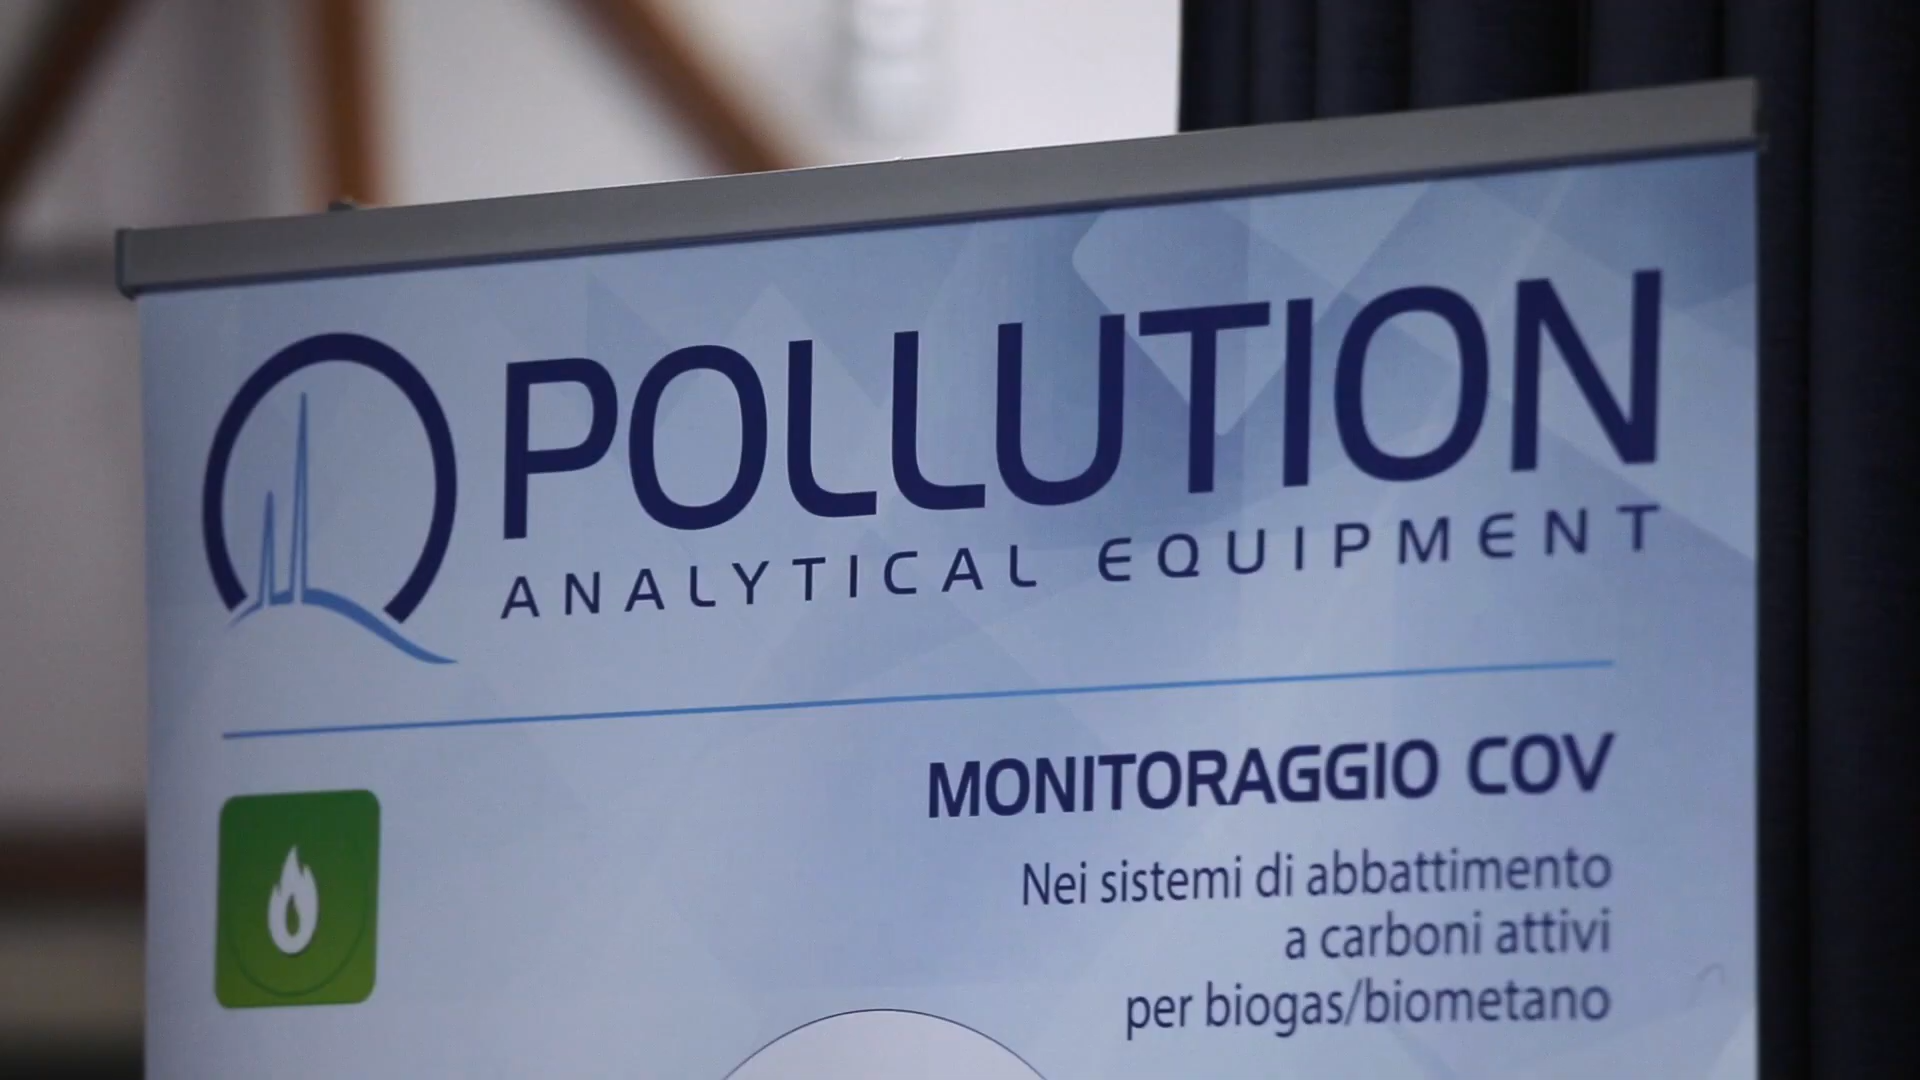 POLLUTION
ANALYTICAL EQUIPMENT
MONITORAGGIO COV
Nei sistemi di abbattimento
a carboni attivi
per biogas/biometano